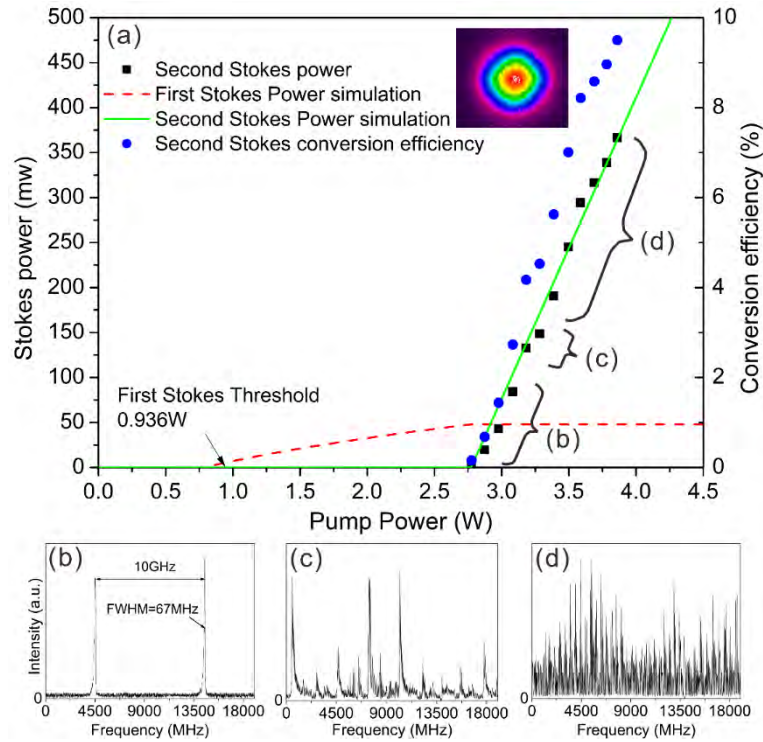 (a)
Second Stokes power
First Stokes Power simulation
Second Stokes Power simulation
Second Stokes conversion efficiency
500
450
400
350
300
250
200
150
100
50
0
Stokes power (mw)
10
8
6
4
2
0
Conversion efficiency (%)
(d)
(c)
(b)
First Stokes Threshold
0.936W
0.0 0.5 1.0 1.5 2.0 2.5 3.0 3.5 4.0 4.5
Pump Power (W)
(b)
10GHz
FWHM=67MHz
Intensity (a.u.)
0
0 4500 9000 13500 18000
Frequency (MHz)
(c)
0
0 9000 18000
Frequency (MHz)
(d)
0
0 4500 9000 13500 18000
Frequency (MHz)